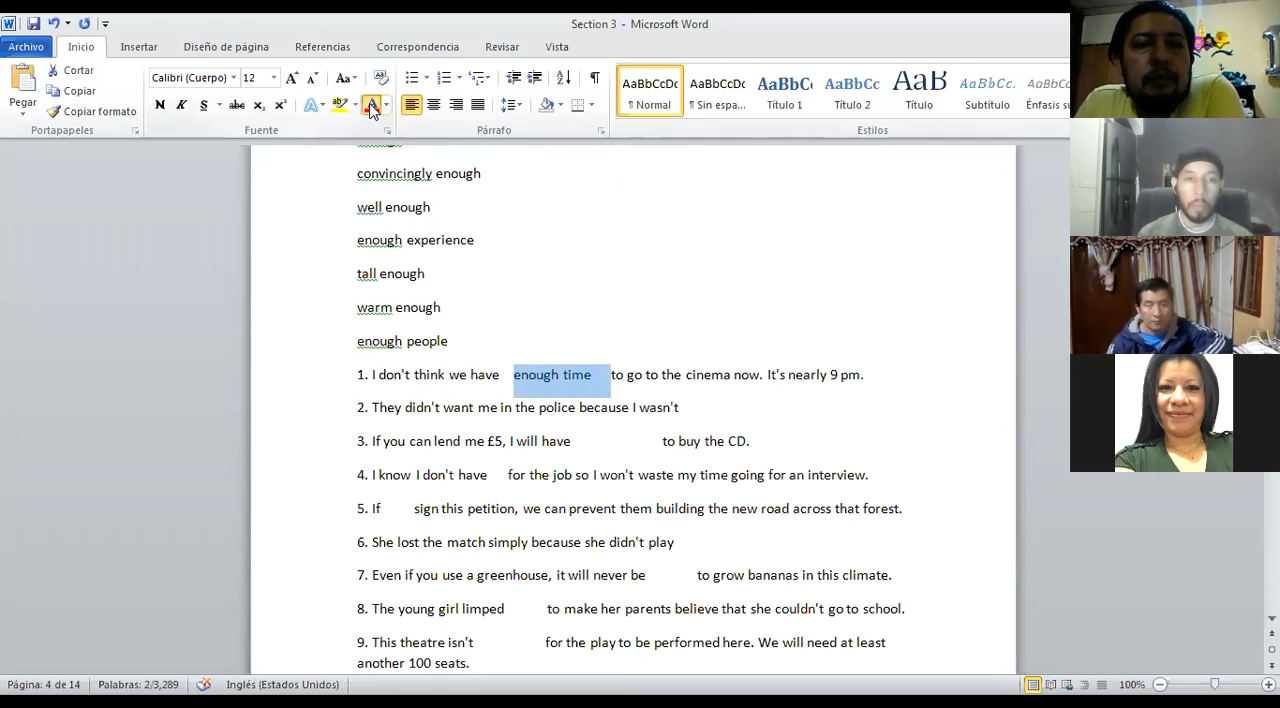 Section 3 - Microsoft Word
Archivo Inicio Insertar Diseño de página Referencias Correspondencia Revisar Vista
Cortar
Calibri (Cuerpo) 12
Copiar
Pegar
Copiar formato
AaBbCcDc AaBbCcDc AaBbC AaBbCc AaB AaBbCc. AaBbCcD
¶ Normal ¶ Sin espa... Título 1 Título 2 Título Subtítulo Énfasis
Portapapeles Fuente Párrafo Estilos
convincingly enough
well enough
enough experience
tall enough
warm enough
enough people
1. I don't think we have enough time to go to the cinema now. It's nearly 9 pm.
2. They didn't want me in the police because I wasn't
3. If you can lend me £5, I will have to buy the CD.
4. I know I don't have for the job so I won't waste my time going for an interview.
5. If sign this petition, we can prevent them building the new road across that forest.
6. She lost the match simply because she didn't play
7. Even if you use a greenhouse, it will never be to grow bananas in this climate.
8. The young girl limped to make her parents believe that she couldn't go to school.
9. This theatre isn't for the play to be performed here. We will need at least
another 100 seats.
Página: 4 de 14 Palabras: 2/3,289 Inglés (Estados Unidos) 100%